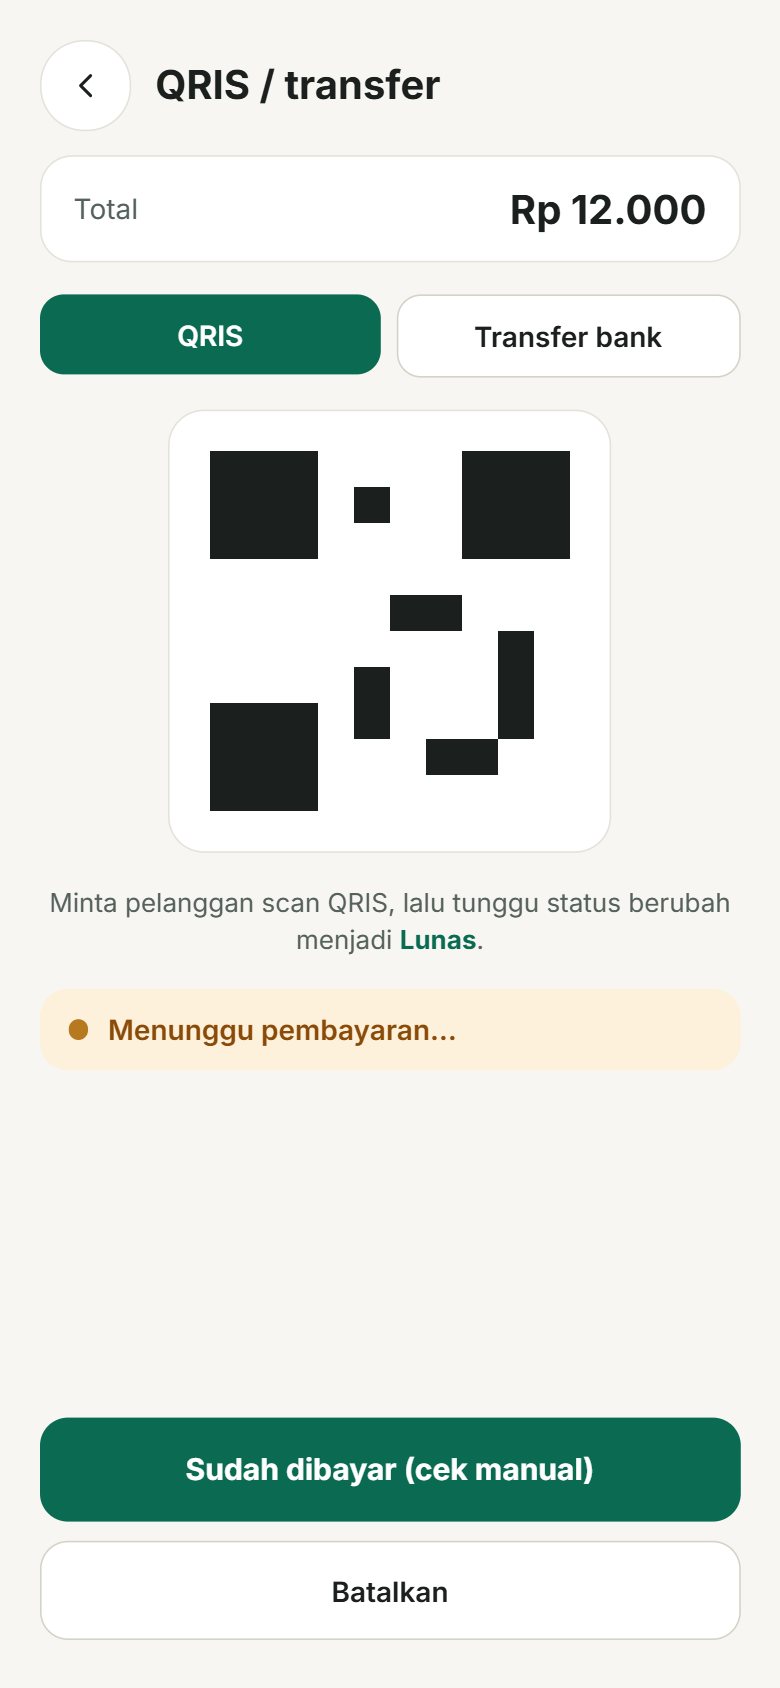 QRIS / transfer
Total
Rp 12.000
QRIS
Transfer bank
Minta pelanggan scan QRIS, lalu tunggu status berubah
menjadi Lunas.
Menunggu pembayaran...
Sudah dibayar (cek manual)
Batalkan